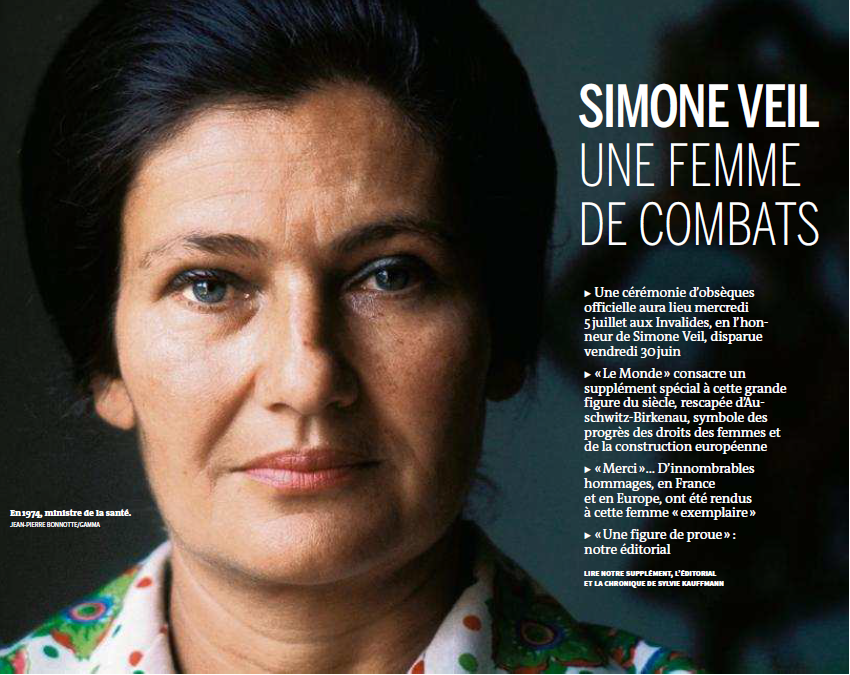 SIMONE VEIL
UNE FEMME
DE COMBATS
▸ Une cérémonie d’obsèques
officielle aura lieu mercredi
5 juillet aux Invalides, en l’hon-
neur de Simone Veil, disparue
vendredi 30 juin
▸ « Le Monde » consacre un
supplément spécial à cette grande
figure du siècle, rescapée d’Au-
schwitz-Birkenau, symbole des
progrès des droits des femmes et
de la construction européenne
▸ « Merci »… D’innombrables
hommages, en France
et en Europe, ont été rendus
à cette femme « exemplaire »
▸ « Une figure de proue » :
notre éditorial
LIRE NOTRE SUPPLÉMENT, L’ÉDITORIAL
ET LA CHRONIQUE DE SYLVIE KAUFFMANN
En 1974, ministre de la santé.
JEAN-PIERRE BONNOTTE/GAMMA